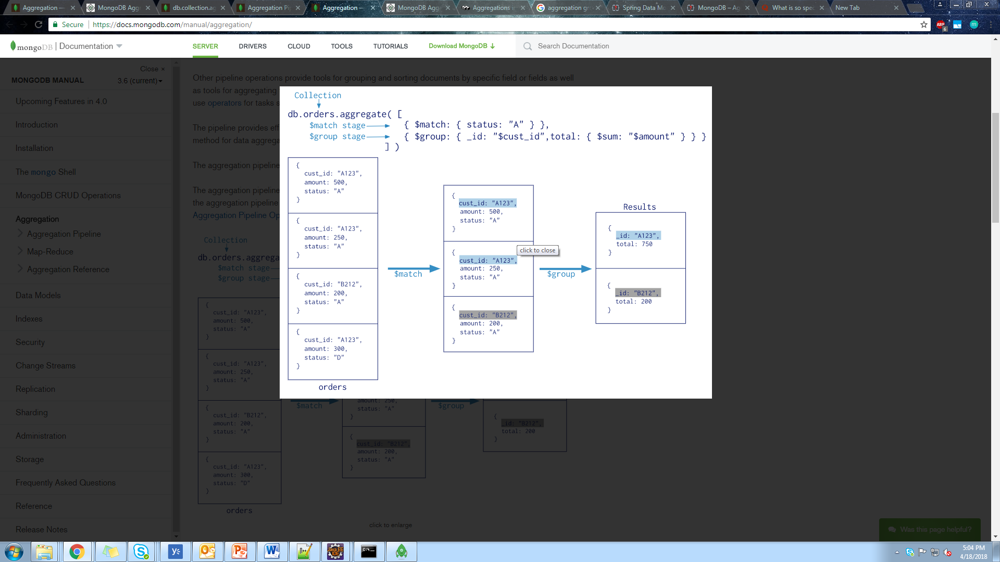 Aggregation —
MongoDB Agg
db.collection.ag
Aggregation Pi
Aggregation —
MongoDB Agg
Aggregations i
aggregation gr
Spring Data Mo
MongoDB – Ag
What is so spec
New Tab
Secure
https://docs.mongodb.com/manual/aggregation/
ABP
6
m
mongoDB Documentation
SERVER
DRIVERS
CLOUD
TOOLS
TUTORIALS
Download MongoDB
Search Documentation
Close ×
MONGODB MANUAL
3.6 (current)
Upcoming Features in 4.0
Introduction
Installation
The mongo Shell
MongoDB CRUD Operations
Aggregation
Aggregation Pipeline
Map-Reduce
Aggregation Reference
Data Models
Indexes
Security
Change Streams
Replication
Sharding
Administration
Storage
Frequently Asked Questions
Reference
Release Notes
Other pipeline operations provide tools for grouping and sorting documents by specific field or fields as well
as tools for aggregating
use operators for tasks s
The pipeline provides eff
method for data aggrega
The aggregation pipeline
The aggregation pipeline
the aggregation pipeline
Aggregation Pipeline Op
Collection
db.orders.aggrega
$match stage
$group stage
{
cust_id: "A123",
amount: 500,
status: "A"
}
{
cust_id: "A123",
amount: 250,
status: "A"
}
{
cust_id: "B212",
amount: 200,
status: "A"
}
{
cust_id: "A123",
amount: 300,
status: "D"
}
orders
$match
amount: 250,
status: "A"
}
{
cust_id: "B212",
amount: 200,
status: "A"
}
$group
{
_id: "B212",
total: 200
}
click to enlarge
Collection
db.orders.aggregate( [
$match stage
{ $match: { status: "A" } },
$group stage
{ $group: { _id: "$cust_id",total: { $sum: "$amount" } } }
] )
{
cust_id: "A123",
amount: 500,
status: "A"
}
{
cust_id: "A123",
amount: 250,
status: "A"
}
{
cust_id: "B212",
amount: 200,
status: "A"
}
{
cust_id: "A123",
amount: 300,
status: "D"
}
orders
$match
{
cust_id: "A123",
amount: 500,
status: "A"
}
{
cust_id: "A123",
amount: 250,
status: "A"
}
{
cust_id: "B212",
amount: 200,
status: "A"
}
click to close
$group
Results
{
_id: "A123",
total: 750
}
{
_id: "B212",
total: 200
}
Was this page helpful?
Java EE
IDE
C:\_
5:04 PM
4/18/2018